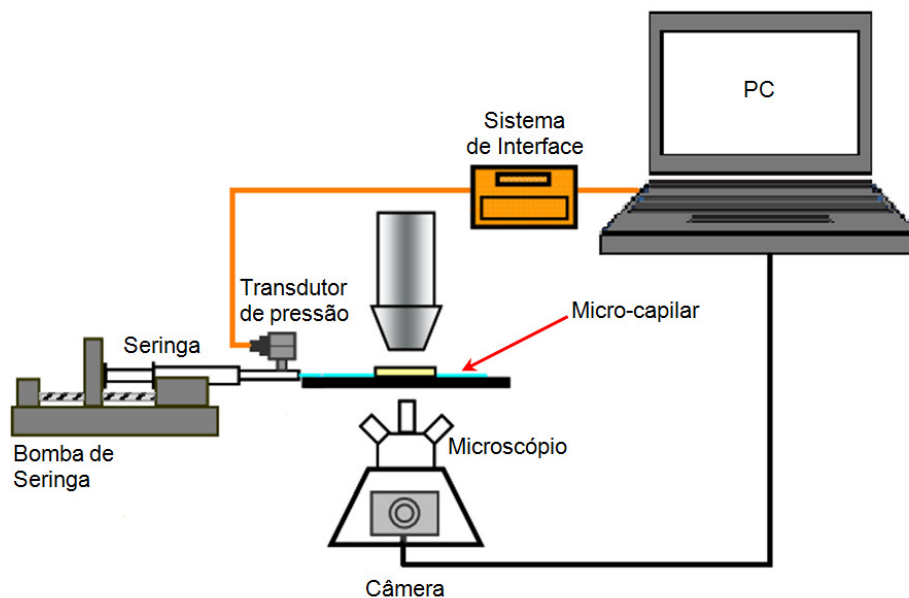 PC
Sistema
de Interface
Transdutor
de pressão
Micro-capilar
Seringa
Bomba de
Seringa
Microscópio
Câmera